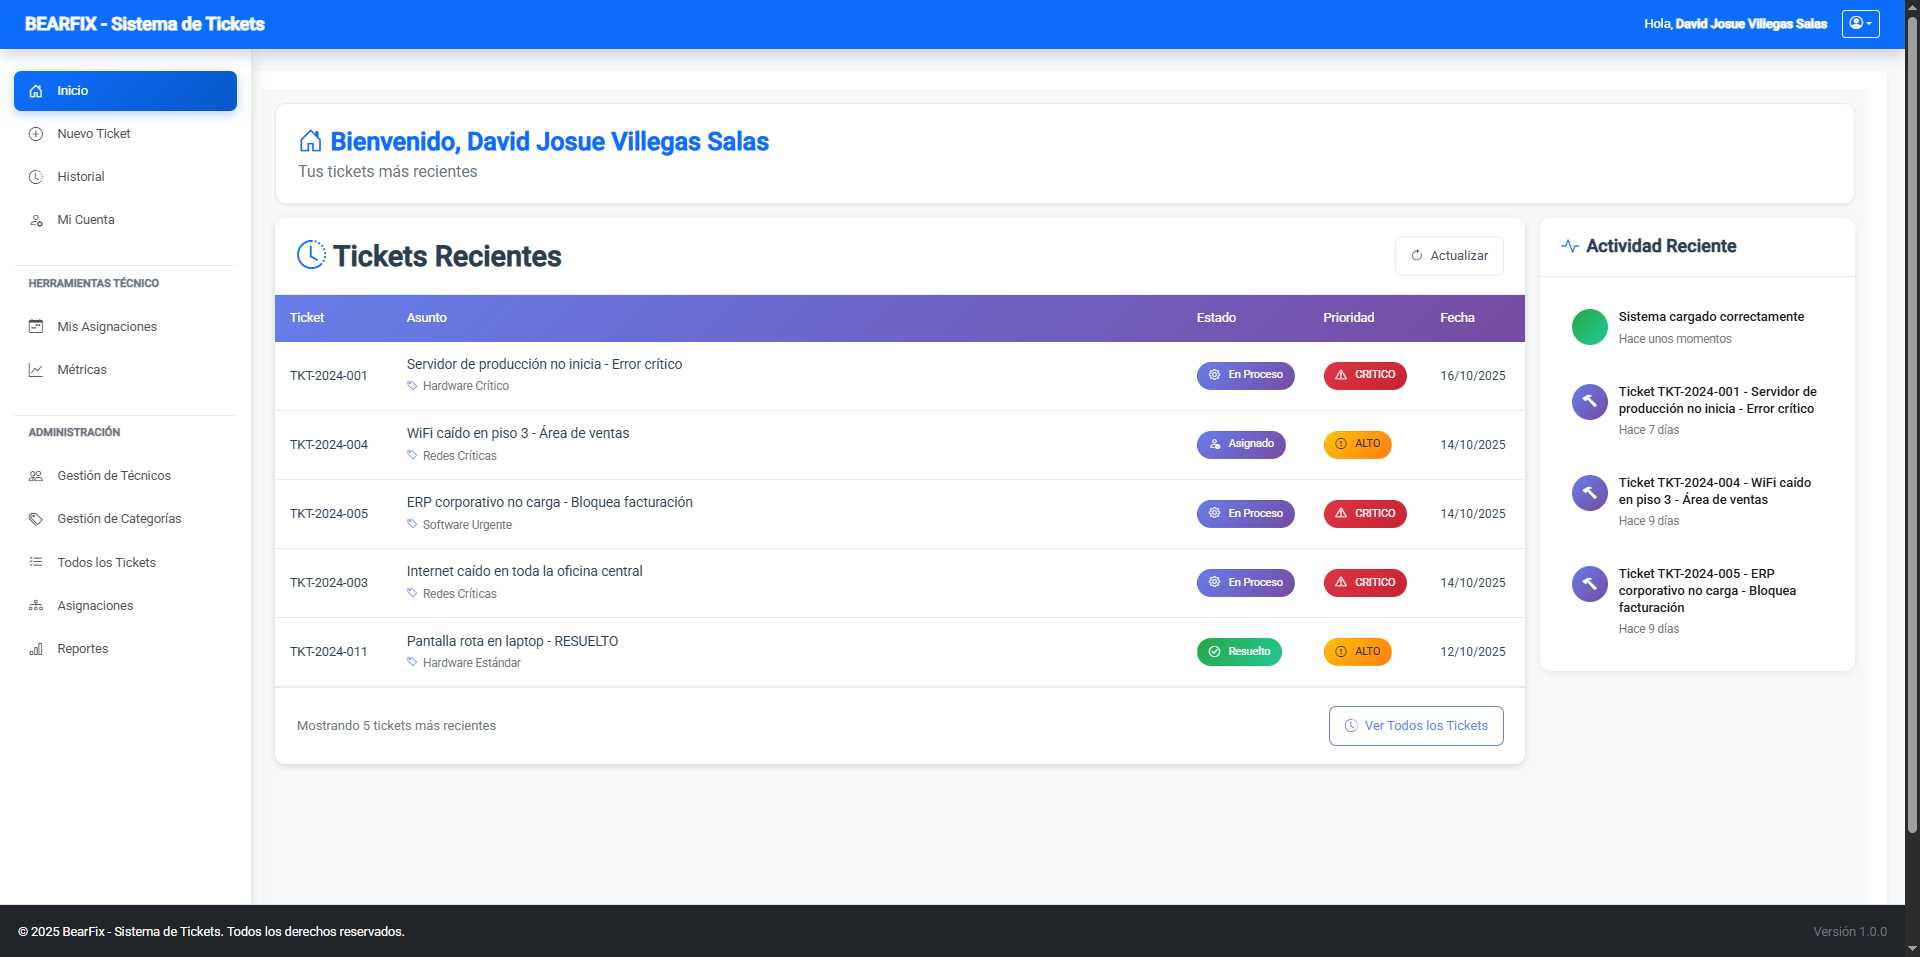 BEARFIX - Sistema de Tickets
Hola, David Josue Villegas Salas
Inicio
Nuevo Ticket
Historial
Mi Cuenta
HERRAMIENTAS TÉCNICO
Mis Asignaciones
Métricas
ADMINISTRACIÓN
Gestión de Técnicos
Gestión de Categorías
Todos los Tickets
Asignaciones
Reportes
Bienvenido, David Josue Villegas Salas
Tus tickets más recientes
Tickets Recientes
Actualizar
Ticket Asunto Estado Prioridad Fecha
TKT-2024-001 Servidor de producción no inicia - Error crítico En Proceso CRITICO 16/10/2025
Hardware Crítico
TKT-2024-004 WiFi caído en piso 3 - Área de ventas Asignado ALTO 14/10/2025
Redes Críticas
TKT-2024-005 ERP corporativo no carga - Bloquea facturación En Proceso CRITICO 14/10/2025
Software Urgente
TKT-2024-003 Internet caído en toda la oficina central En Proceso CRITICO 14/10/2025
Redes Críticas
TKT-2024-011 Pantalla rota en laptop - RESUELTO Resuelto ALTO 12/10/2025
Hardware Estándar
Mostrando 5 tickets más recientes
Ver Todos los Tickets
Actividad Reciente
Sistema cargado correctamente
Hace unos momentos
Ticket TKT-2024-001 - Servidor de
producción no inicia - Error crítico
Hace 7 días
Ticket TKT-2024-004 - WiFi caído
en piso 3 - Área de ventas
Hace 9 días
Ticket TKT-2024-005 - ERP
corporativo no carga - Bloquea
facturación
Hace 9 días
© 2025 BearFix - Sistema de Tickets. Todos los derechos reservados.
Versión 1.0.0